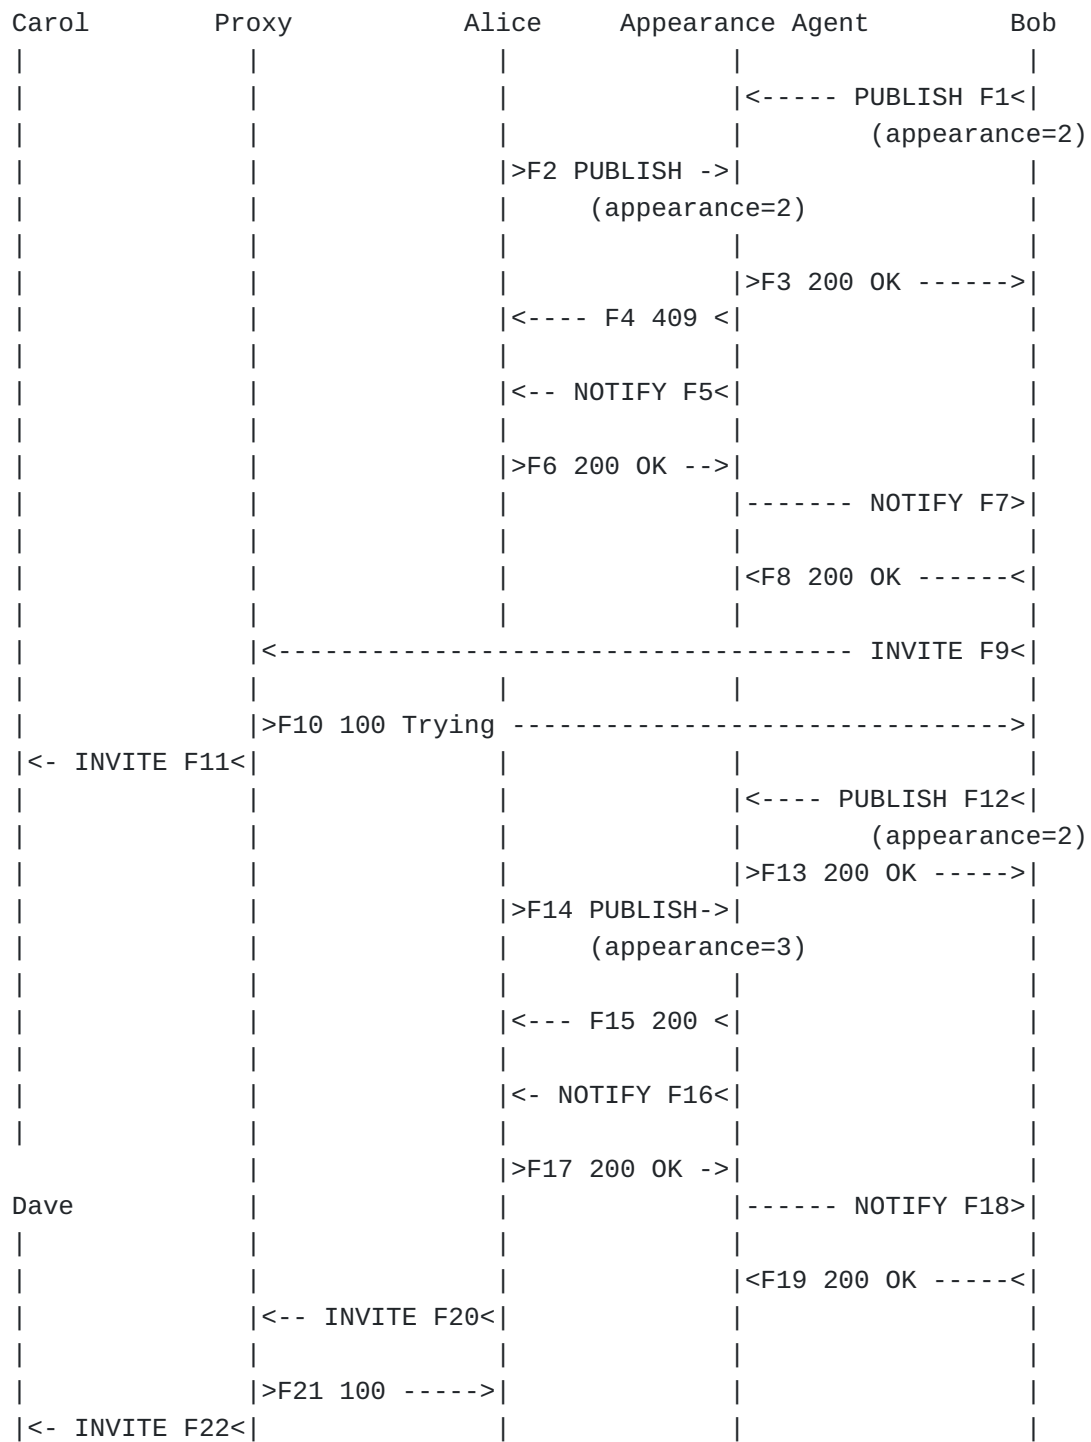 Carol        Proxy           Alice     Appearance Agent         Bob
|              |               |              |                  |
|              |               |              |<----- PUBLISH F1<|
|              |               |              |        (appearance=2)
|              |               |>F2 PUBLISH ->|                  |
|              |               |     (appearance=2)              |
|              |               |              |                  |
|              |               |              |>F3 200 OK ------>|
|              |               |<---- F4 409 <|                  |
|              |               |              |                  |
|              |               |<-- NOTIFY F5<|                  |
|              |               |              |                  |
|              |               |>F6 200 OK -->|                  |
|              |               |              |------- NOTIFY F7>|
|              |               |              |                  |
|              |               |              |<F8 200 OK ------<|
|              |               |              |                  |
|              |<------------------------------------- INVITE F9<|
|              |               |              |                  |
|              |>F10 100 Trying -------------------------------->|
|<- INVITE F11<|               |              |                  |
|              |               |              |<---- PUBLISH F12<|
|              |               |              |        (appearance=2)
|              |               |              |>F13 200 OK ----->|
|              |               |>F14 PUBLISH->|                  |
|              |               |     (appearance=3)              |
|              |               |              |                  |
|              |               |<--- F15 200 <|                  |
|              |               |              |                  |
|              |               |<- NOTIFY F16<|                  |
|              |               |              |                  |
               |               |>F17 200 OK ->|                  |
Dave           |               |              |------ NOTIFY F18>|
|              |               |              |                  |
|              |               |              |<F19 200 OK -----<|
|              |<-- INVITE F20<|              |                  |
|              |               |              |                  |
|              |>F21 100 ----->|              |                  |
|<- INVITE F22<|               |              |                  |